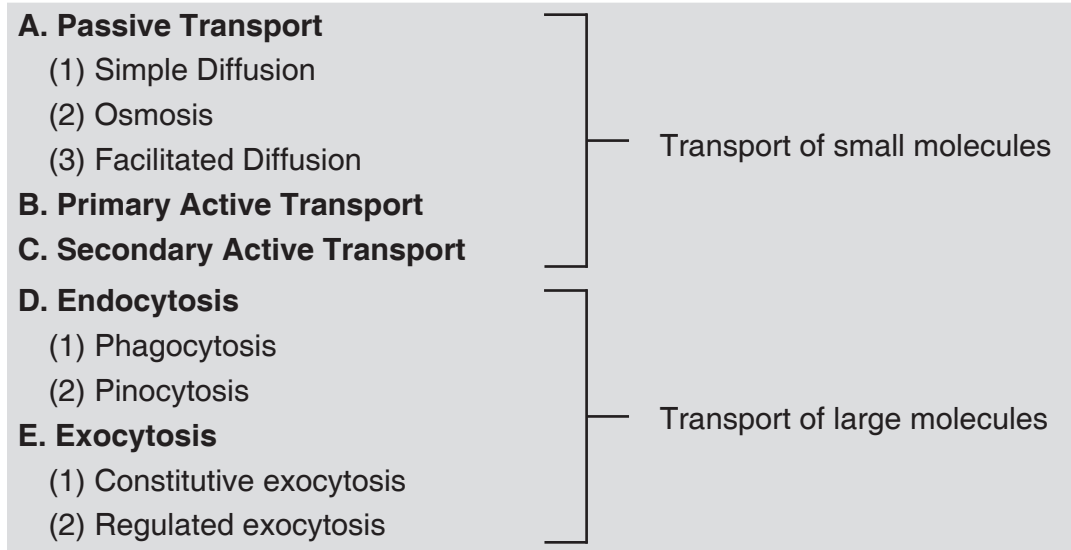 A. Passive Transport
(1) Simple Diffusion
(2) Osmosis
(3) Facilitated Diffusion
B. Primary Active Transport
C. Secondary Active Transport
Transport of small molecules
D. Endocytosis
(1) Phagocytosis
(2) Pinocytosis
E. Exocytosis
(1) Constitutive exocytosis
(2) Regulated exocytosis
Transport of large molecules